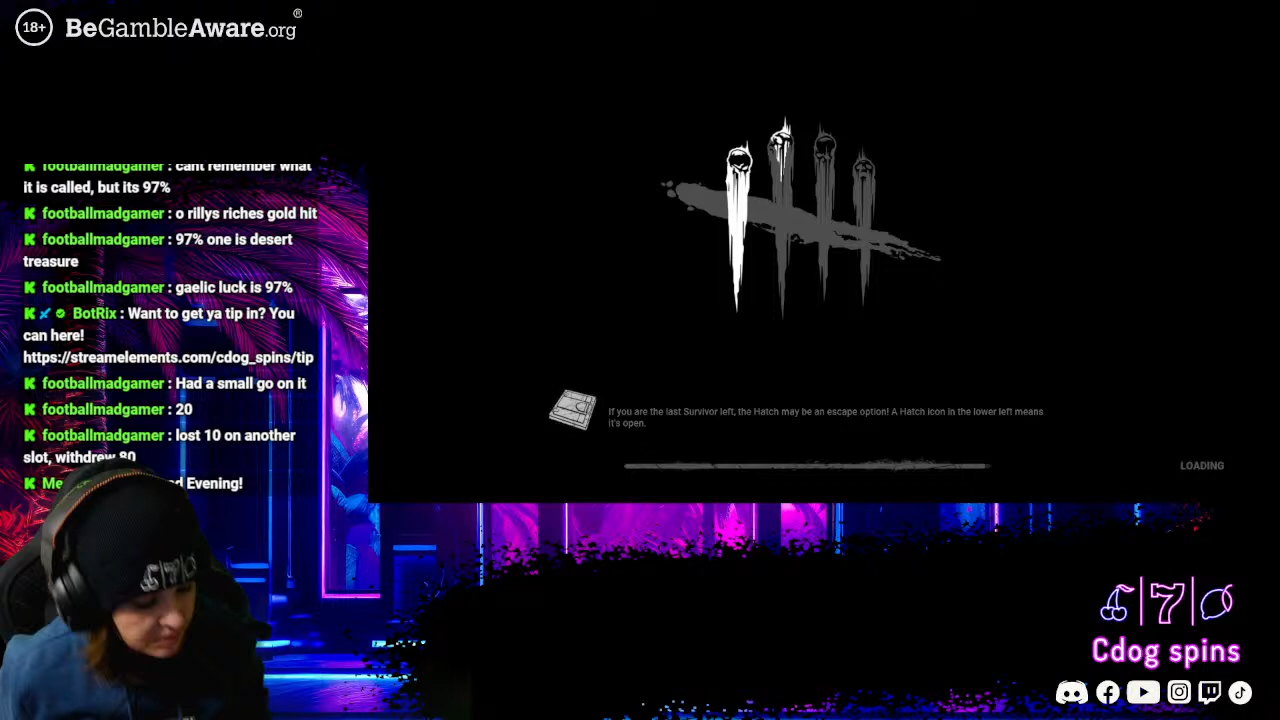 18+ BeGambleAware.org®
footballmadgamer : cant remember what
it is called, but its 97%
footballmadgamer : o rillys riches gold hit
footballmadgamer : 97% one is desert
treasure
footballmadgamer : gaelic luck is 97%
BotRix : Want to get ya tip in? You
can here!
https://streamelements.com/cdog_spins/tip
footballmadgamer : Had a small go on it
footballmadgamer : 20
footballmadgamer : lost 10 on another
slot, withdrew 80
Evening!
If you are the last Survivor left, the Hatch may be an escape option! A Hatch icon in the lower left means
it's open.
LOADING
7
7
Cdog spins